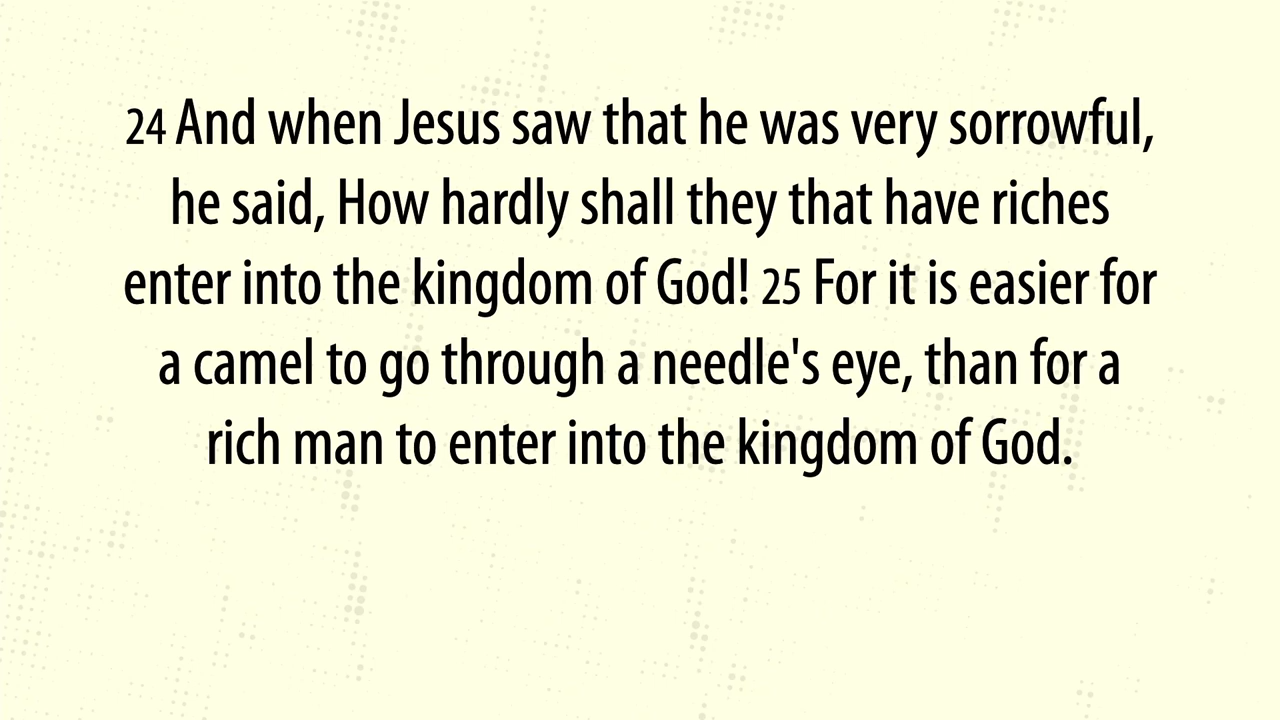 24 And when Jesus saw that he was very sorrowful,
he said, How hardly shall they that have riches
enter into the kingdom of God! 25 For it is easier for
a camel to go through a needle's eye, than for a
rich man to enter into the kingdom of God.